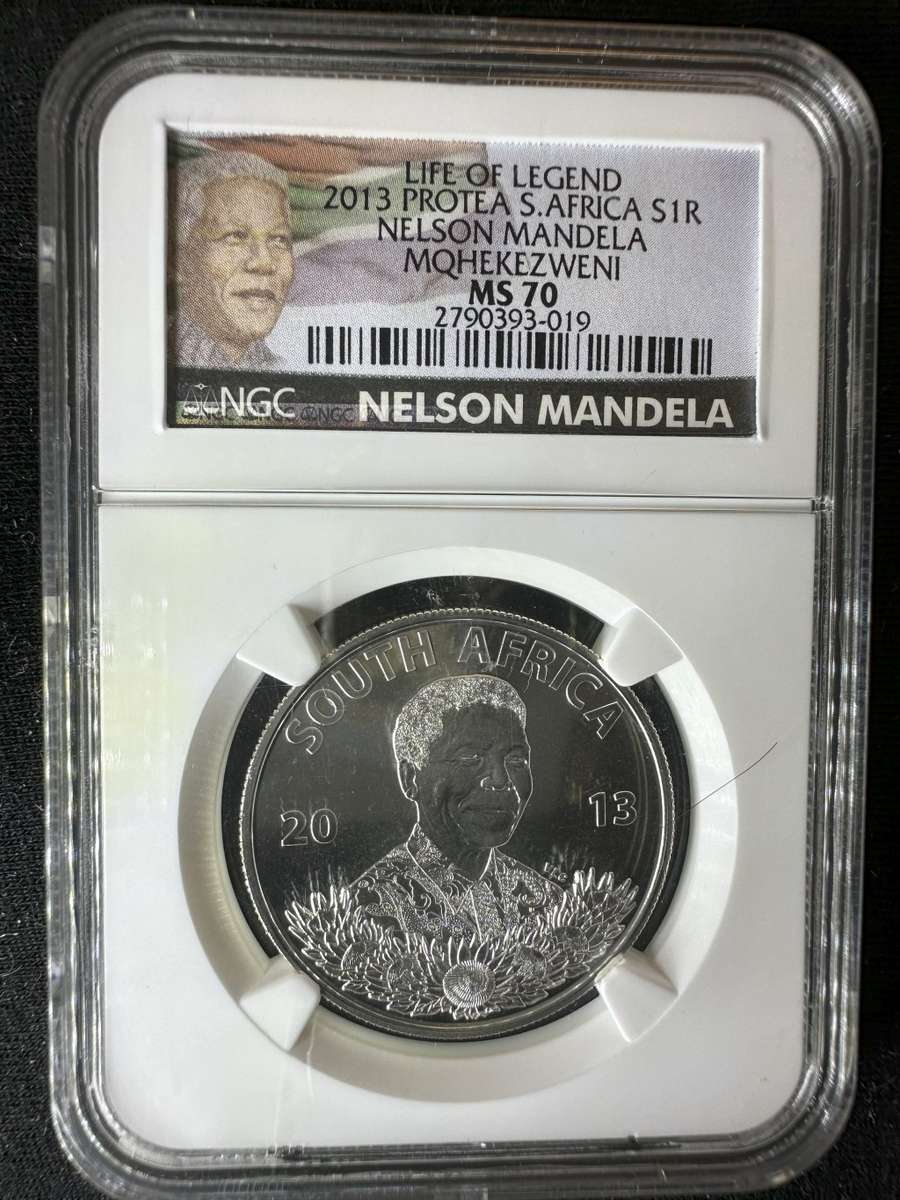 LIFE OF LEGEND
2013 PROTEA S.AFRICA S1R
NELSON MANDELA
MQHEKEZWENI
MS 70
2790393-019
NGC NGC NELSON MANDELA
SOUTH AFRICA
20 13